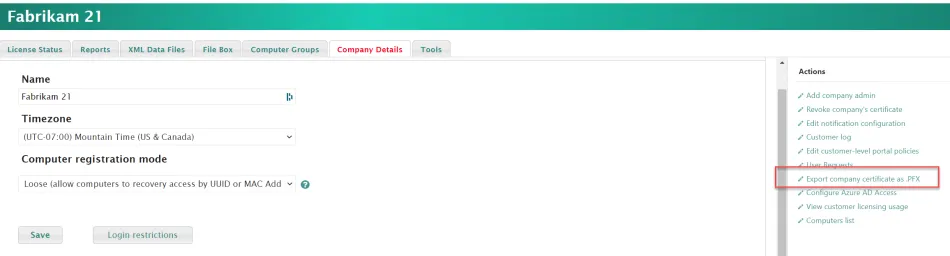 Fabrikam 21
License Status
Reports
XML Data Files
File Box
Computer Groups
Company Details
Tools
Name
Fabrikam 21
Timezone
(UTC-07:00) Mountain Time (US & Canada)
Computer registration mode
Loose (allow computers to recovery access by UUID or MAC Add
?
Save
Login restrictions
Actions
Add company admin
Revoke company's certificate
Edit notification configuration
Customer log
Edit customer-level portal policies
User Requests
Export company certificate as .PFX
Configure Azure AD Access
View customer licensing usage
Computers list